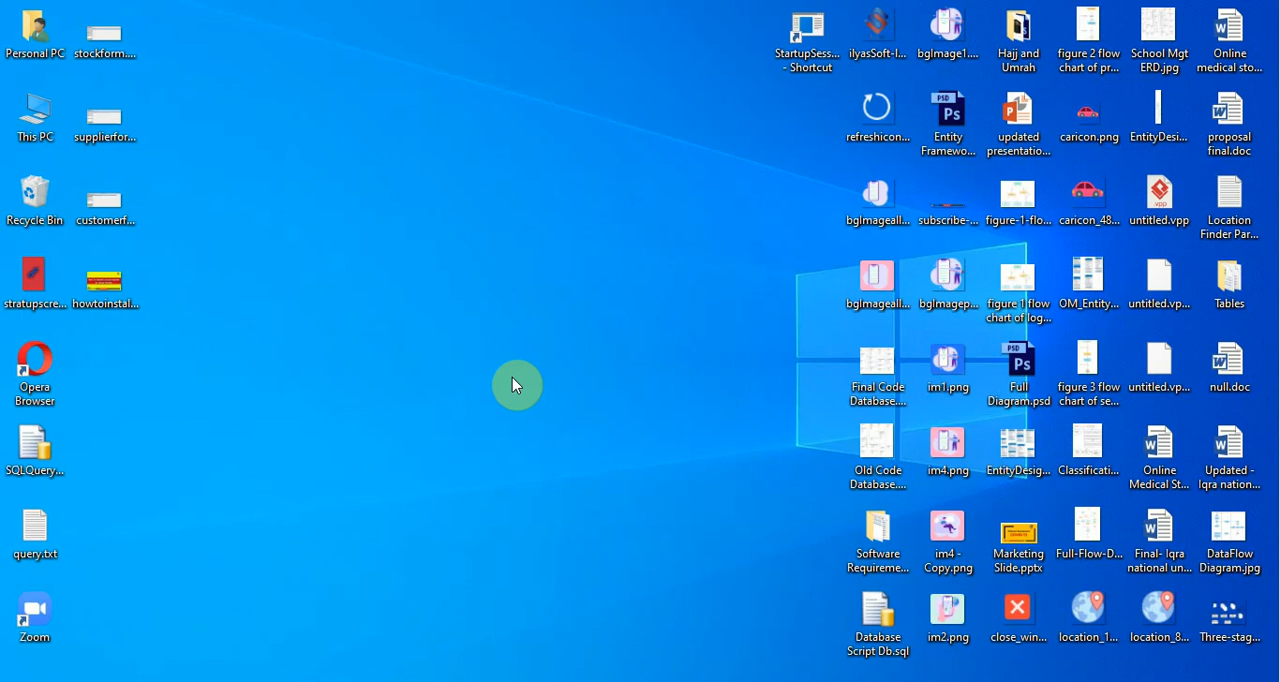 Personal PC
stockform....
This PC
supplierfor...
Recycle Bin
customerf...
stratupscre...
howtoinstal...
Opera
Browser
SQLQuery...
query.txt
Zoom
StartupSess...
- Shortcut
ilyasSoft-l...
bgImage1....
Hajj and
Umrah
figure 2 flow
chart of pr...
School Mgt
ERD.jpg
Online
medical sto...
refreshicon...
PSD
Ps
Entity
Framewo...
updated
presentatio...
caricon.png
EntityDesi...
proposal
final.doc
bgImageall...
subscribe-...
figure-1-flo...
caricon_48...
.vpp
untitled.vpp
Location
Finder Par...
bgImageall...
bgImagep...
figure 1 flow
chart of log...
OM_Entity...
untitled.vp...
Tables
Final Code
Database....
im1.png
PSD
Ps
Full
Diagram.psd
figure 3 flow
chart of se...
untitled.vp...
null.doc
Old Code
Database....
im4.png
EntityDesig...
Classificati...
Online
Medical St...
Updated -
Iqra nation...
Software
Requireme...
im4 -
Copy.png
Marketing
Slide.pptx
Full-Flow-D...
Final- Iqra
national un...
DataFlow
Diagram.jpg
Database
Script Db.sql
im2.png
close_win...
location_1...
location_8...
Three-stag...